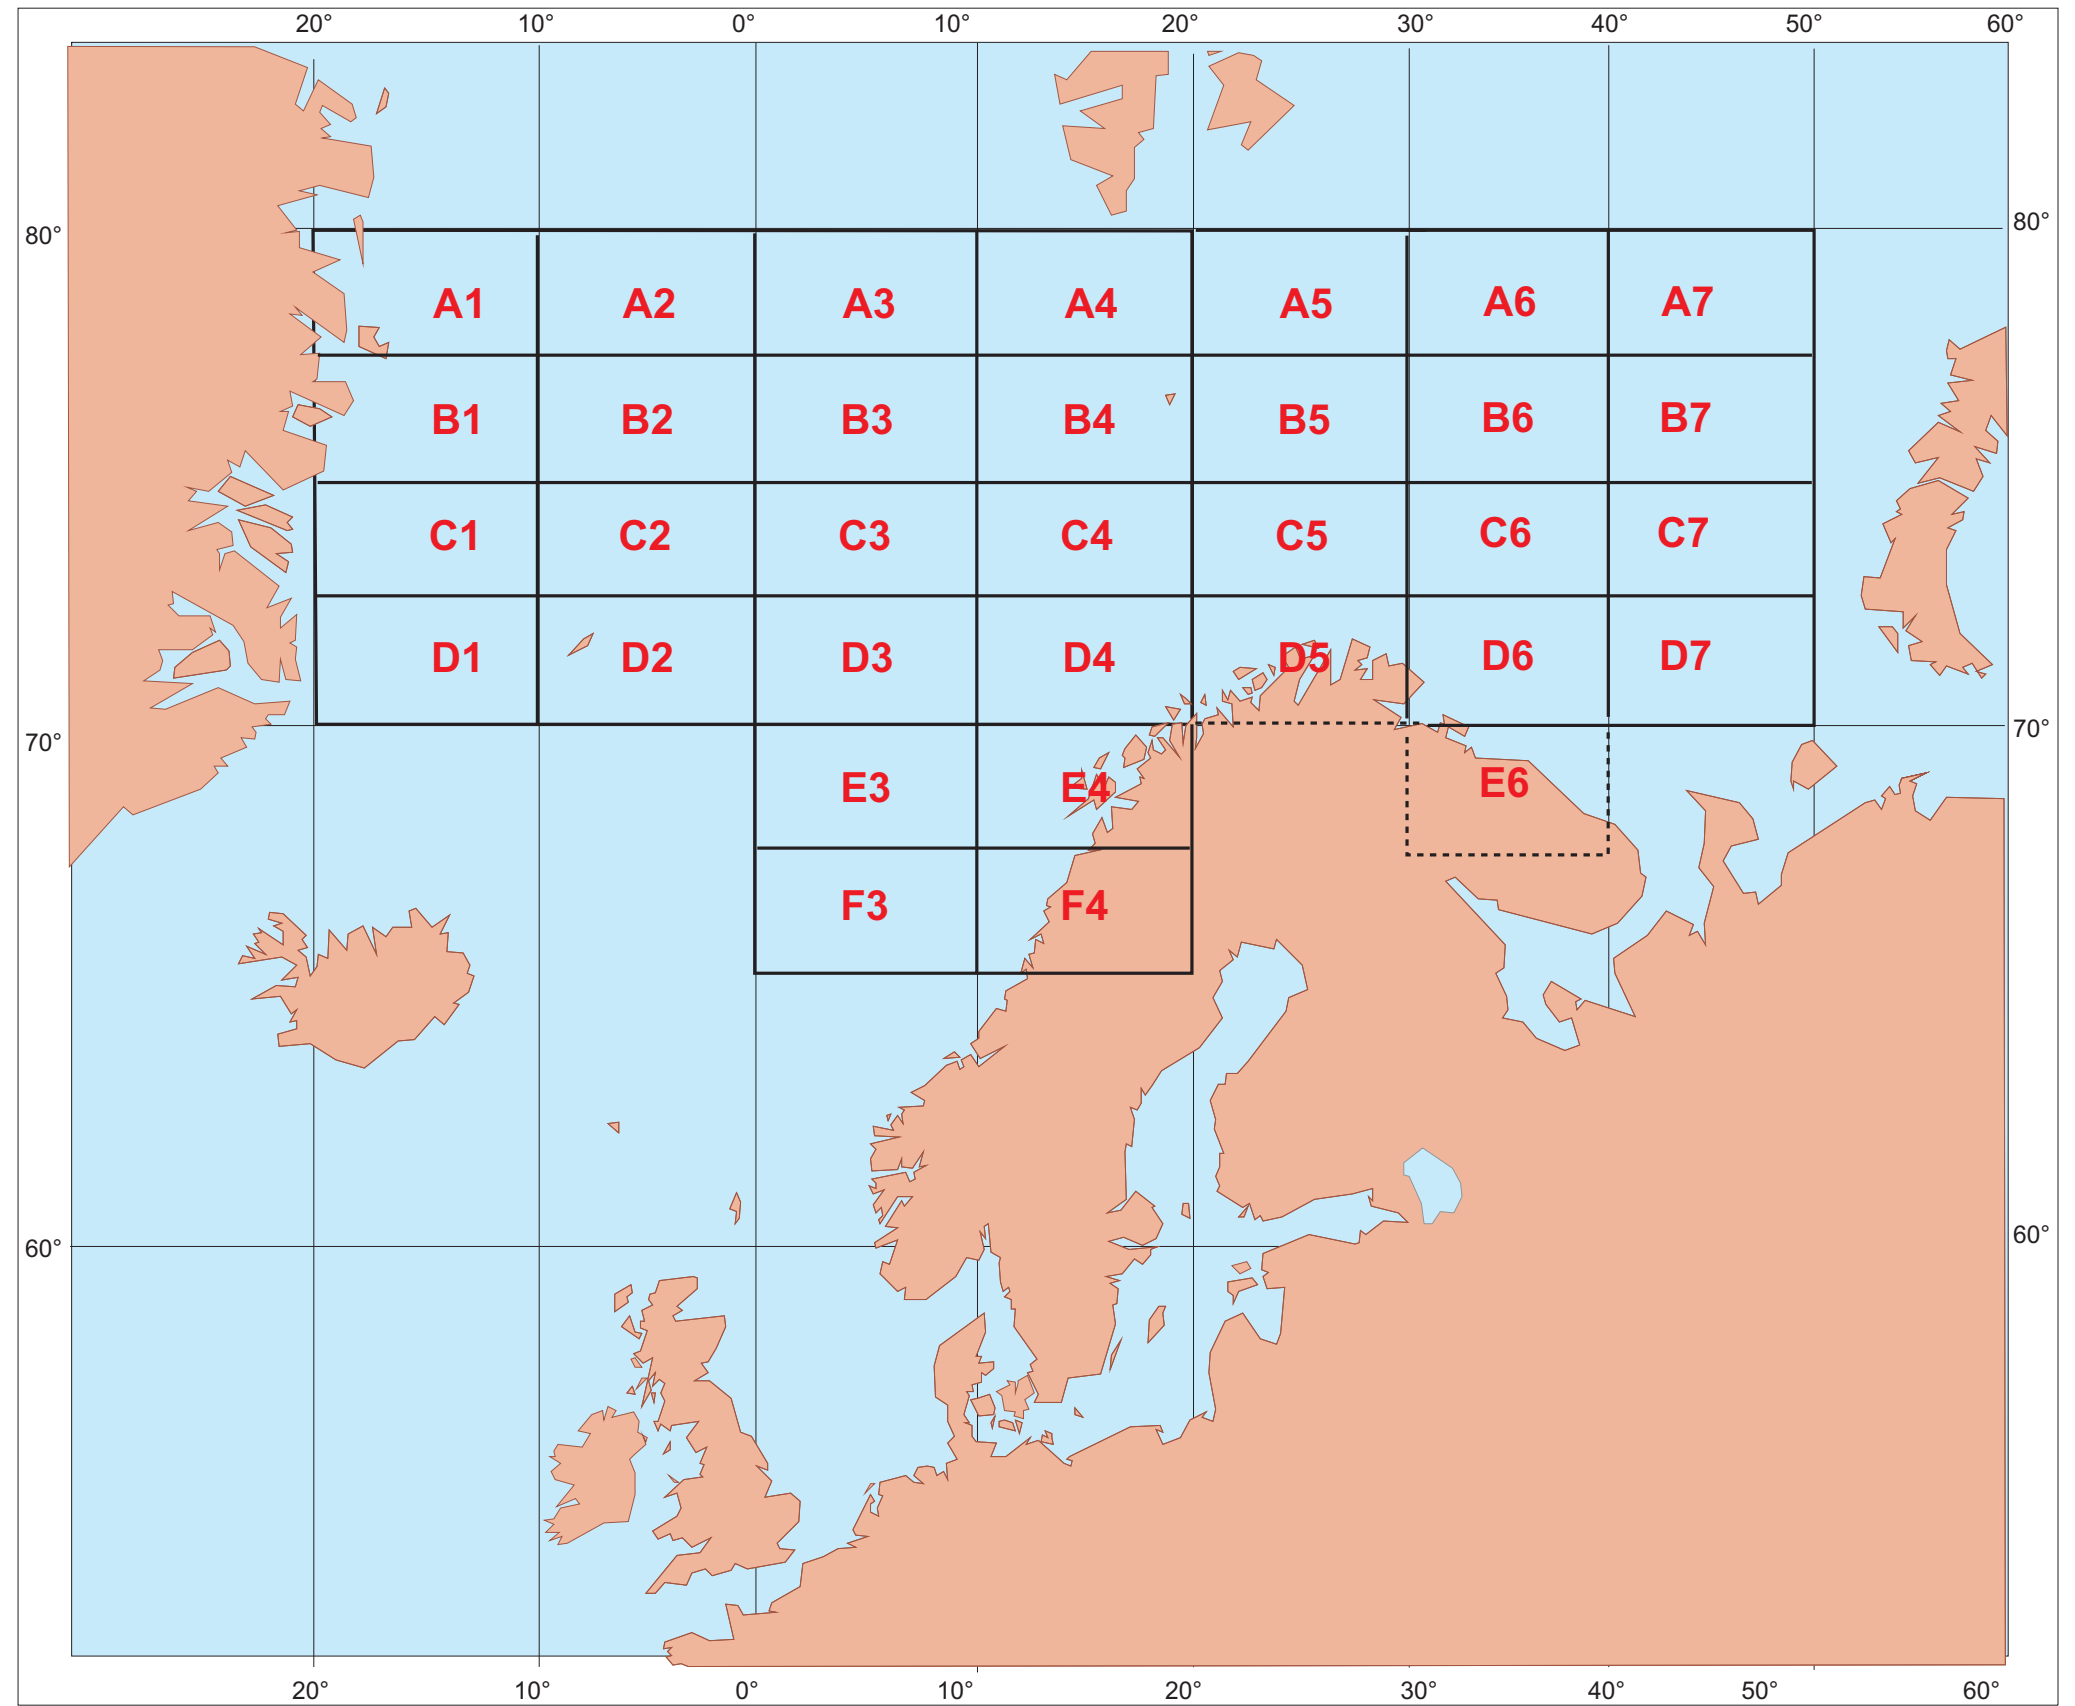 20° 10° 0° 10° 20° 30° 40° 50° 60°
80° 80°
A1 A2 A3 A4 A5 A6 A7
B1 B2 B3 B4 B5 B6 B7
C1 C2 C3 C4 C5 C6 C7
D1 D2 D3 D4 D5 D6 D7
70° 70°
E3 E4 E6
F3 F4
60° 60°
20° 10° 0° 10° 20° 30° 40° 50° 60°